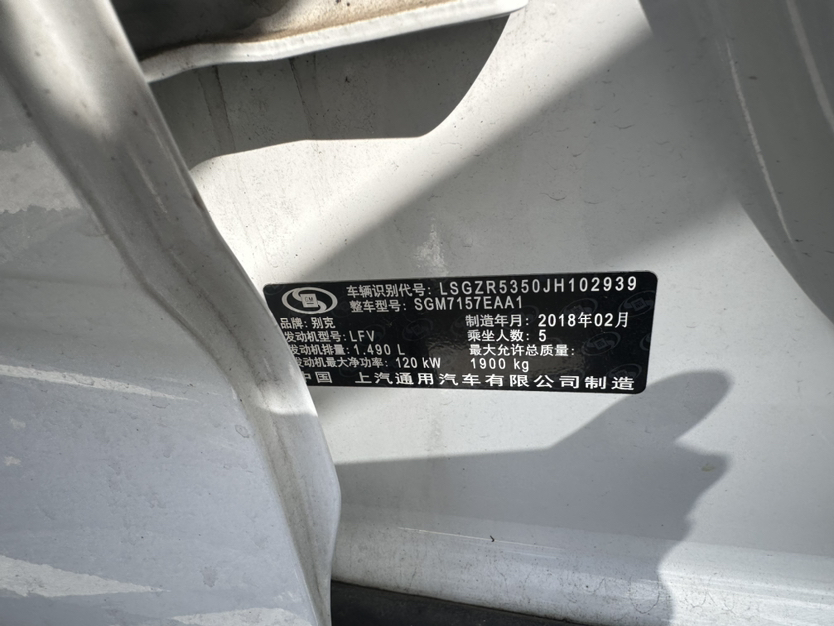 车辆识别代号: LSGZR5350JH102939
整车型号: SGM7157EAA1
品牌: 别克 制造年月: 2018年02月
发动机型号: LFV 乘坐人数: 5
发动机排量: 1.490 L 最大允许总质量:
发动机最大净功率: 120 kW 1900 kg
中国 上汽通用汽车有限公司制造